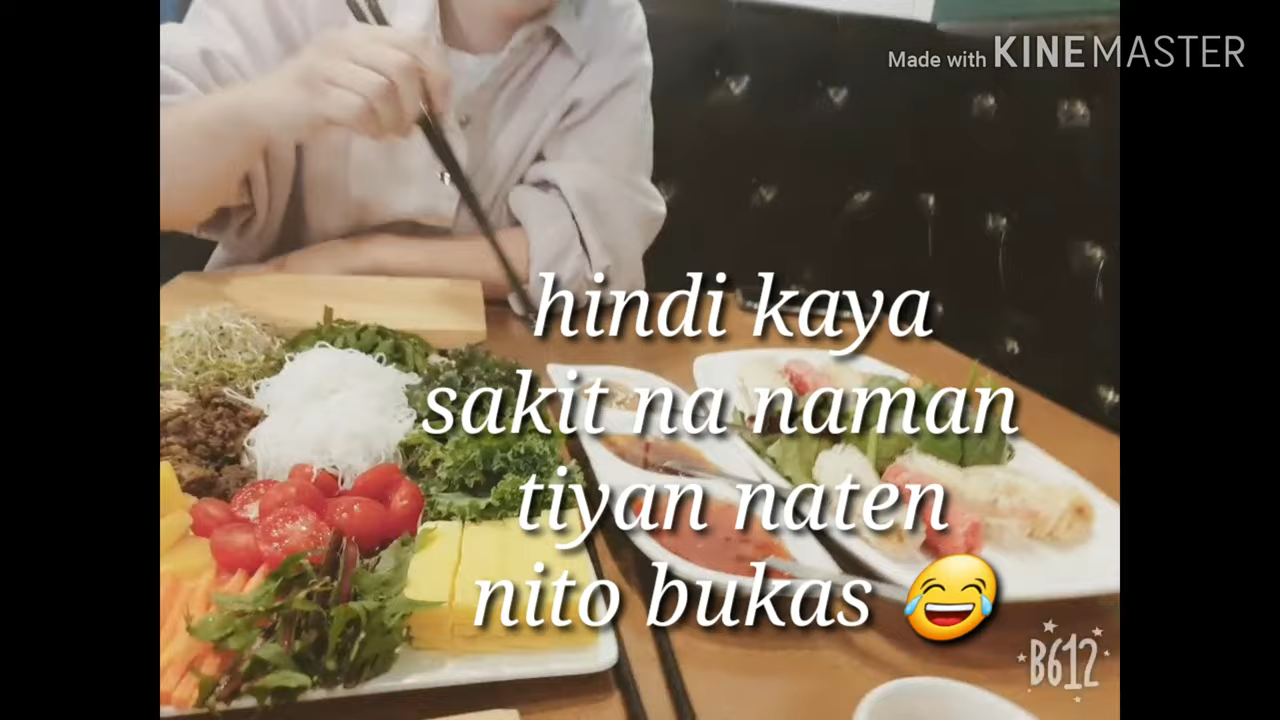 Made with KINEMASTER
hindi kaya
sakit na naman
tiyan naten
nito bukas 😂
B612